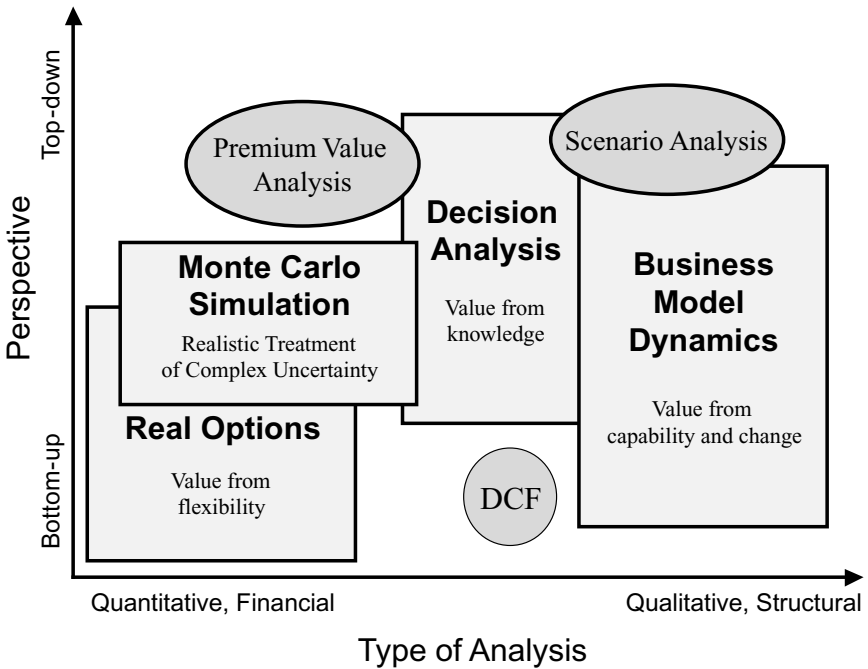 Top-down
Perspective
Bottom-up
Premium Value
Analysis
Scenario Analysis
Decision
Analysis
Value from
knowledge
Monte Carlo
Simulation
Realistic Treatment
of Complex Uncertainty
Business
Model
Dynamics
Value from
capability and change
Real Options
Value from
flexibility
DCF
Quantitative, Financial
Qualitative, Structural
Type of Analysis